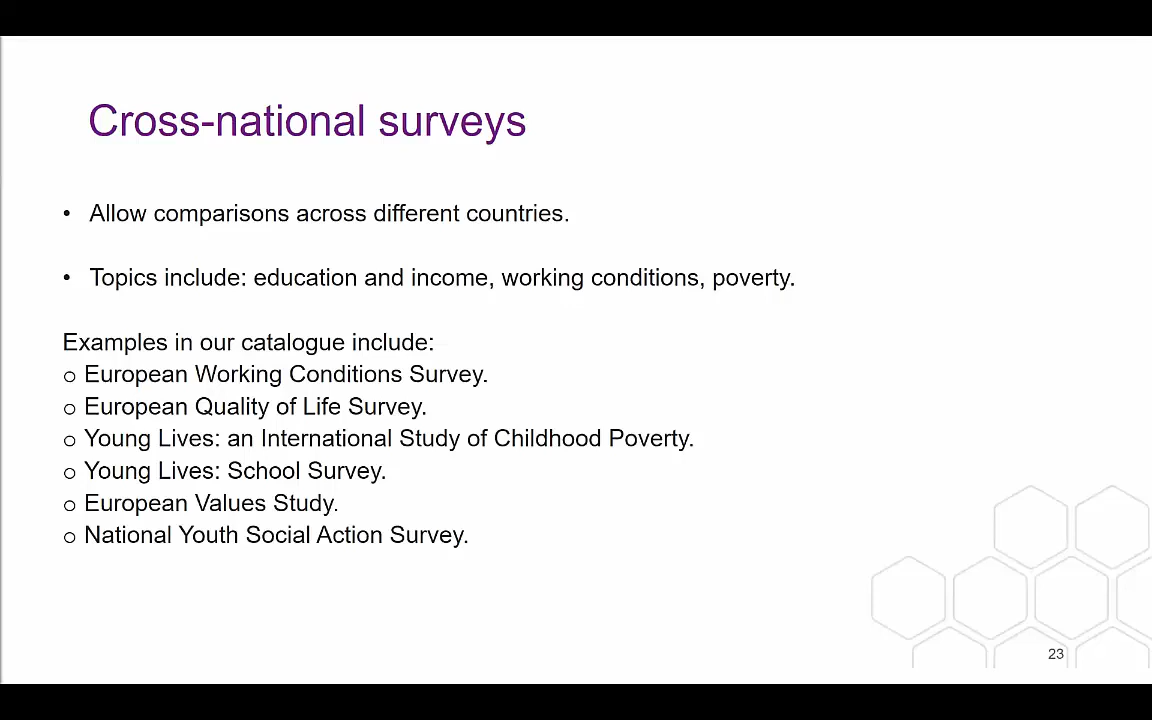 Cross-national surveys
• Allow comparisons across different countries.
• Topics include: education and income, working conditions, poverty.
Examples in our catalogue include:
o European Working Conditions Survey.
o European Quality of Life Survey.
o Young Lives: an International Study of Childhood Poverty.
o Young Lives: School Survey.
o European Values Study.
o National Youth Social Action Survey.
23